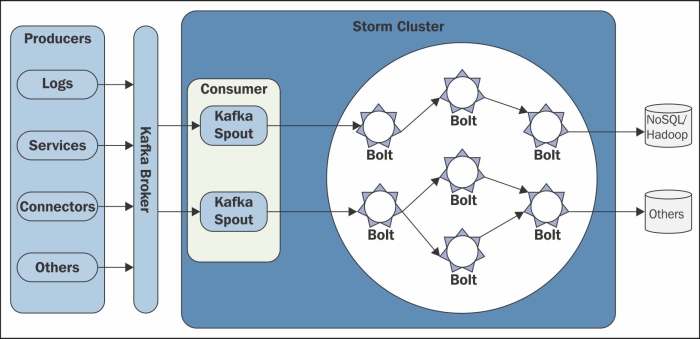 Producers
Logs
Services
Connectors
Others
Kafka Broker
Storm Cluster
Consumer
Kafka
Spout
Kafka
Spout
Bolt
Bolt
Bolt
Bolt
Bolt
Bolt
Bolt
NoSQL/
Hadoop
Others